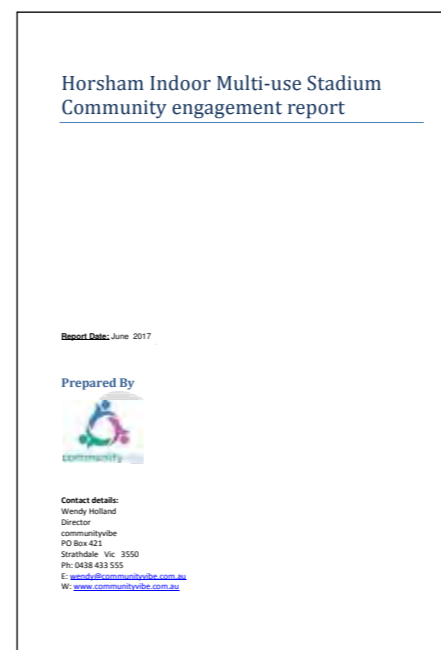 Horsham Indoor Multi-use Stadium
Community engagement report
Report Date: June 2017
Prepared By
community
Contact details:
Wendy Holland
Director
communityvibe
PO Box 421
Strathdale Vic 3550
Ph: 0438 433 555
E: wendy@communityvibe.com.au
W: www.communityvibe.com.au